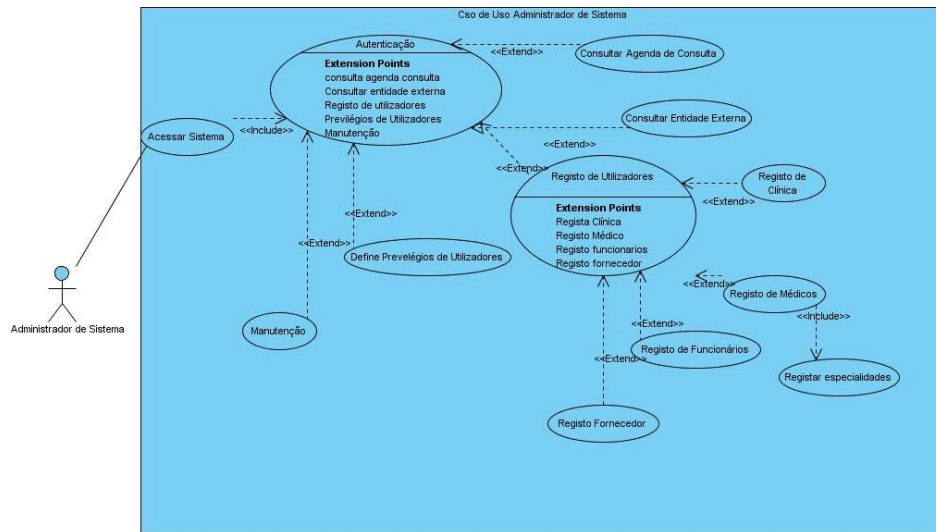 Cso de Uso Administrador de Sistema
Autenticação
Extension Points
consulta agenda consulta
Consultar entidade externa
Registo de utilizadores
Previlégios de Utilizadores
Manutenção
<<Extend>>
Consultar Agenda de Consulta
Acessar Sistema
<<Include>>
Consultar Entidade Externa
<<Extend>>
<<Extend>>
Registo de Utilizadores
Extension Points
Regista Clínica
Registo Médico
Registo funcionarios
Registo fornecedor
Registo de
Clínica
<<Extend>>
<<Extend>>
<<Extend>>
Define Prevelégios de Utilizadores
Manutenção
Administrador de Sistema
<<Extend>>
Registo de Médicos
<<Include>>
<<Extend>>
Registo de Funcionários
<<Extend>>
Registar especialidades
Registo Fornecedor